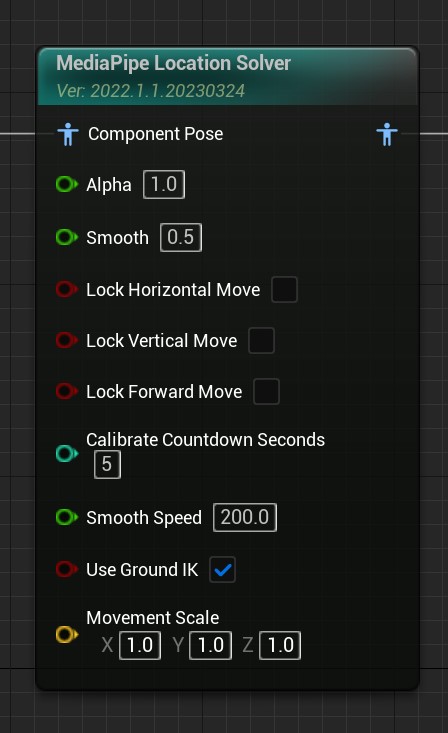 MediaPipe Location Solver
Ver: 2022.1.1.20230324
Component Pose
Alpha 1.0
Smooth 0.5
Lock Horizontal Move
Lock Vertical Move
Lock Forward Move
Calibrate Countdown Seconds
5
Smooth Speed 200.0
Use Ground IK
Movement Scale
X 1.0 Y 1.0 Z 1.0